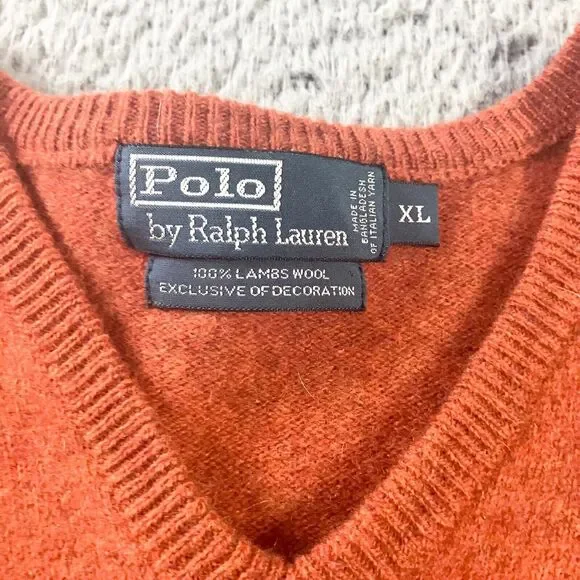 Polo
by Ralph Lauren
MADE IN
BANGLADESH
OF ITALIAN YARN
XL
100% LAMBS WOOL
EXCLUSIVE OF DECORATION